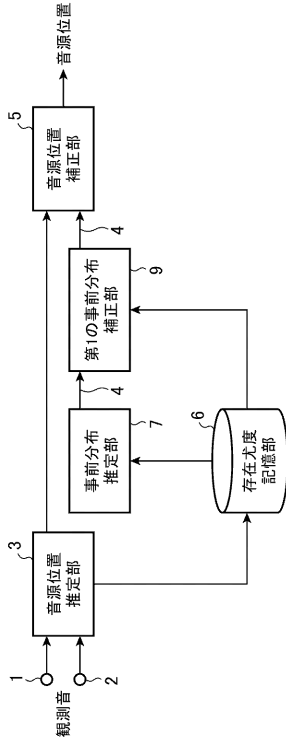 観測音
1
2
3
音源位置
推定部
7
事前分布
推定部
4
9
第1の事前分布
補正部
4
5
音源位置
補正部
音源位置
6
存在尤度
記憶部